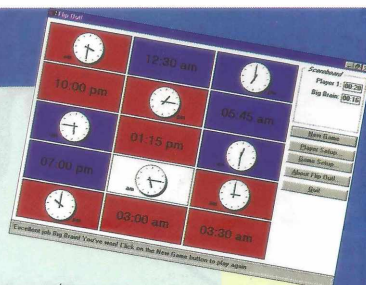 Flip Out!
Scoreboard
Player 1: 00:20
Big Brain: 00:16
12:30 am
10:00 pm
05:45 am
01:15 pm
07:00 pm
03:00 am
03:30 am
New Game
Player Setup
Game Setup
About Flip Out!
Quit
Excellent job Big Brain! You've won! Click on the New Game button to play again